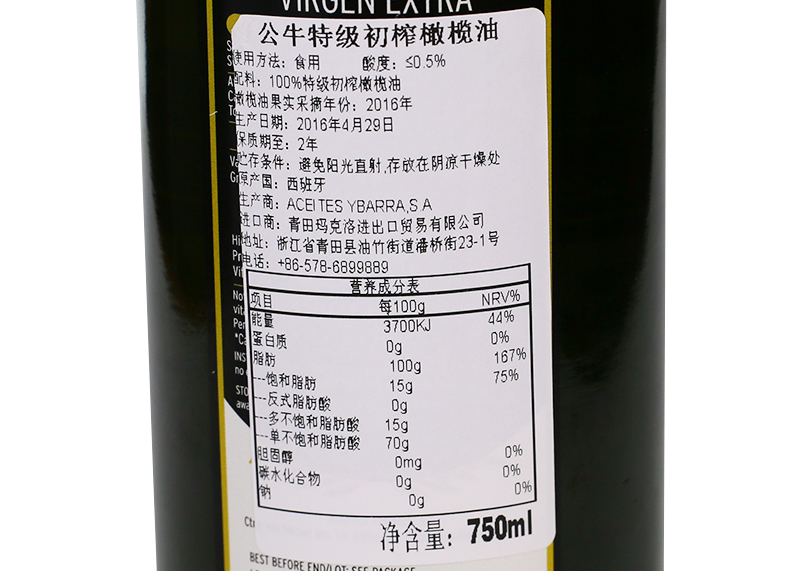 VIRGEN EXTRA
公牛特级初榨橄榄油
使用方法：食用 酸度：≤0.5%
配料：100%特级初榨橄榄油
橄榄油果实采摘年份：2016年
生产日期：2016年4月29日
保质期至：2年
贮存条件：避免阳光直射,存放在阴凉干燥处
原产国：西班牙
生产商：ACEITES YBARRA,S.A
进口商：青田玛克洛进出口贸易有限公司
地址：浙江省青田县油竹街道潘桥街23-1号
电话：+86-578-6899889
营养成分表
项目 每100g NRV%
能量 3700KJ 44%
蛋白质 0g 0%
脂肪 100g 167%
---饱和脂肪 15g 75%
---反式脂肪酸 0g
---多不饱和脂肪酸 15g
---单不饱和脂肪酸 70g
胆固醇 0mg 0%
碳水化合物 0g 0%
钠 0g 0%
净含量：750ml
BEST BEFORE END/LOT: SEE PACKAGE